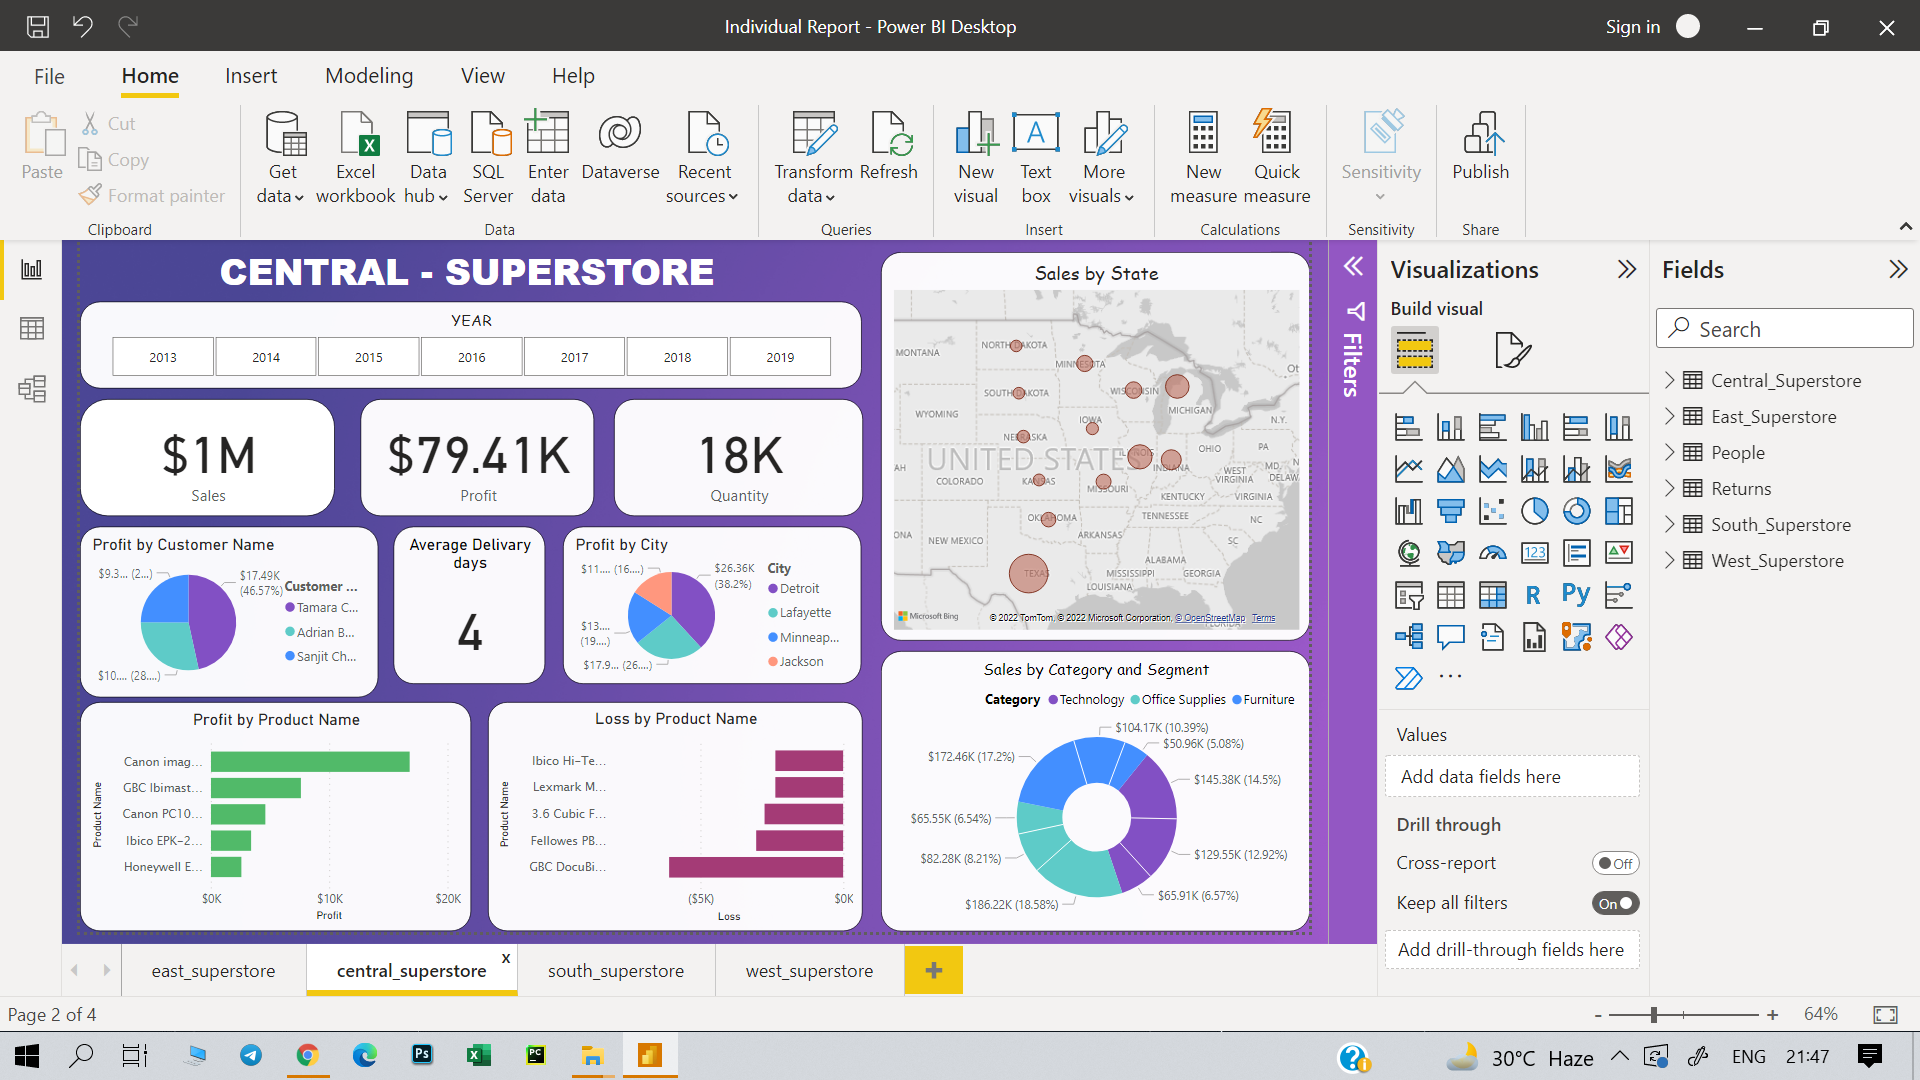 Individual Report - Power BI Desktop
Sign in
File Home Insert Modeling View Help
Paste
Cut
Copy
Format painter
Clipboard
Get data
Excel workbook
Data hub
SQL Server
Enter data
Dataverse
Recent sources
Data
Transform data
Refresh
Queries
New visual
Text box
More visuals
Insert
New measure
Quick measure
Calculations
Sensitivity
Sensitivity
Publish
Share
CENTRAL - SUPERSTORE
YEAR
2013 2014 2015 2016 2017 2018 2019
$1M
Sales
$79.41K
Profit
18K
Quantity
Profit by Customer Name
$9.3... (2...)
$17.49K
(46.57%)
$10.... (28....)
Customer ...
Tamara C...
Adrian B...
Sanjit Ch...
Average Delivary
days
4
Profit by City
$11.... (16....)
$26.36K
(38.2%)
$13....
(19....)
$17.9... (26....)
City
Detroit
Lafayette
Minneap...
Jackson
Profit by Product Name
Product Name
Canon imag...
GBC Ibimast...
Canon PC10...
Ibico EPK-2...
Honeywell E...
$0K $10K $20K
Profit
Loss by Product Name
Product Name
Ibico Hi-Te...
Lexmark M...
3.6 Cubic F...
Fellowes PB...
GBC DocuBi...
($5K) $0K
Loss
Sales by State
MONTANA
NORTH DAKOTA
MINNESOTA
SOUTH DAKOTA
WISCONSIN
WYOMING
MICHIGAN
IOWA
N.Y.
NEBRASKA
UNITED STATES
INDIANA
OHIO
PA
AH
COLORADO
KANSAS
MISSOURI
WEST
VIRGINIA
MD.
DELAW
KENTUCKY
VIRGINIA
OKLAHOMA
TENNESSEE
NC
ONA
NEW MEXICO
ARKANSAS
SC
TEXAS
MISSISSIPPI
ALABAMA
GEORGIA
LOUISIANA
FLORIDA
Microsoft Bing
© 2022 TomTom, © 2022 Microsoft Corporation, © OpenStreetMap Terms
Sales by Category and Segment
Category Technology Office Supplies Furniture
$104.17K (10.39%)
$50.96K (5.08%)
$172.46K (17.2%)
$145.38K (14.5%)
$65.55K (6.54%)
$82.28K (8.21%)
$129.55K (12.92%)
$65.91K (6.57%)
$186.22K (18.58%)
Filters
Visualizations
Build visual
123
R
Py
...
Values
Add data fields here
Drill through
Cross-report
Off
Keep all filters
On
Add drill-through fields here
Fields
Search
Central_Superstore
East_Superstore
People
Returns
South_Superstore
West_Superstore
east_superstore
central_superstore
x
south_superstore
west_superstore
+
Page 2 of 4
- + 64%
Ps
PC
30°C Haze
ENG
21:47